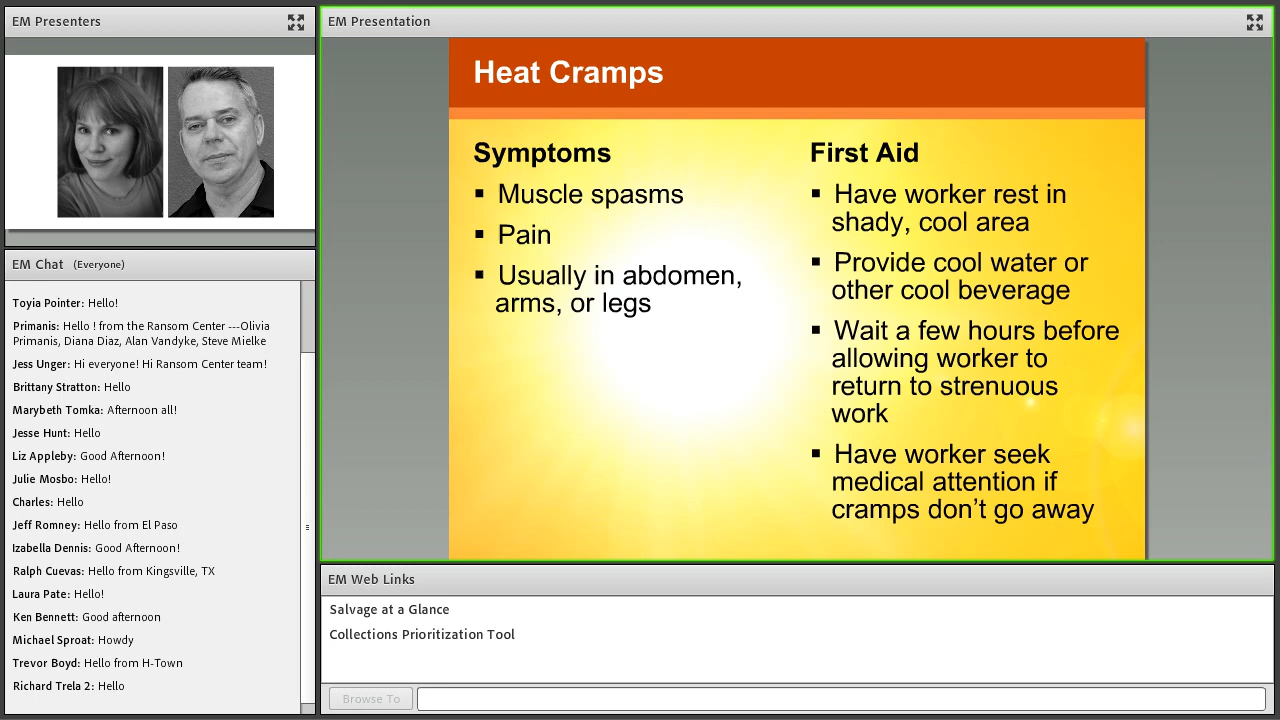 EM Presenters
EM Chat (Everyone)
Toyia Pointer: Hello!
Primanis: Hello ! from the Ransom Center ---Olivia
Primanis, Diana Diaz, Alan Vandyke, Steve Mielke
Jess Unger: Hi everyone! Hi Ransom Center team!
Brittany Stratton: Hello
Marybeth Tomka: Afternoon all!
Jesse Hunt: Hello
Liz Appleby: Good Afternoon!
Julie Mosbo: Hello!
Charles: Hello
Jeff Romney: Hello from El Paso
Izabella Dennis: Good Afternoon!
Ralph Cuevas: Hello from Kingsville, TX
Laura Pate: Hello!
Ken Bennett: Good afternoon
Michael Sproat: Howdy
Trevor Boyd: Hello from H-Town
Richard Trela 2: Hello
EM Presentation
Heat Cramps
Symptoms
▪ Muscle spasms
▪ Pain
▪ Usually in abdomen,
arms, or legs
First Aid
▪ Have worker rest in
shady, cool area
▪ Provide cool water or
other cool beverage
▪ Wait a few hours before
allowing worker to
return to strenuous
work
▪ Have worker seek
medical attention if
cramps don’t go away
EM Web Links
Salvage at a Glance
Collections Prioritization Tool
Browse To